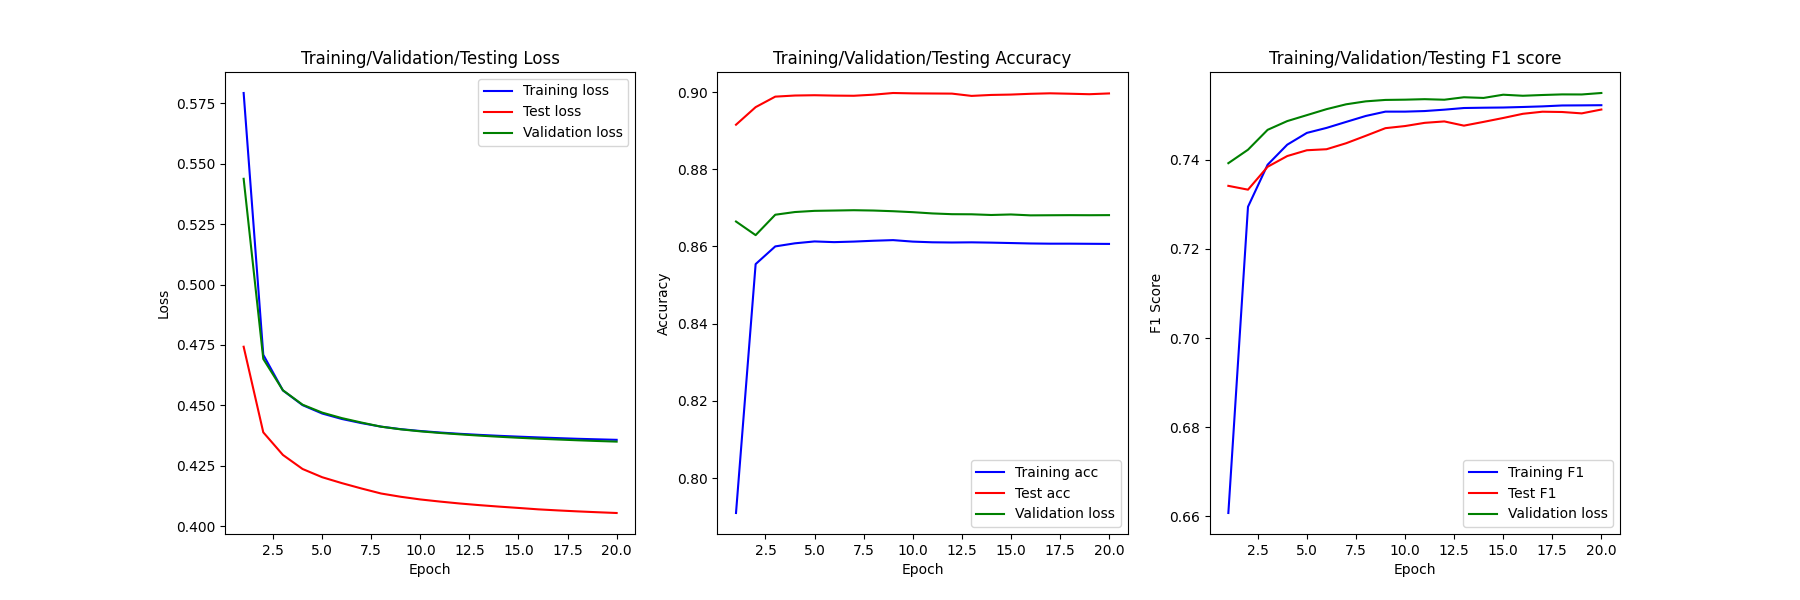 Training/Validation/Testing Loss
Loss
0.575
0.550
0.525
0.500
0.475
0.450
0.425
0.400
Training loss
Test loss
Validation loss
2.5 5.0 7.5 10.0 12.5 15.0 17.5 20.0
Epoch
Training/Validation/Testing Accuracy
Accuracy
0.90
0.88
0.86
0.84
0.82
0.80
Training acc
Test acc
Validation loss
2.5 5.0 7.5 10.0 12.5 15.0 17.5 20.0
Epoch
Training/Validation/Testing F1 score
F1 Score
0.74
0.72
0.70
0.68
0.66
Training F1
Test F1
Validation loss
2.5 5.0 7.5 10.0 12.5 15.0 17.5 20.0
Epoch